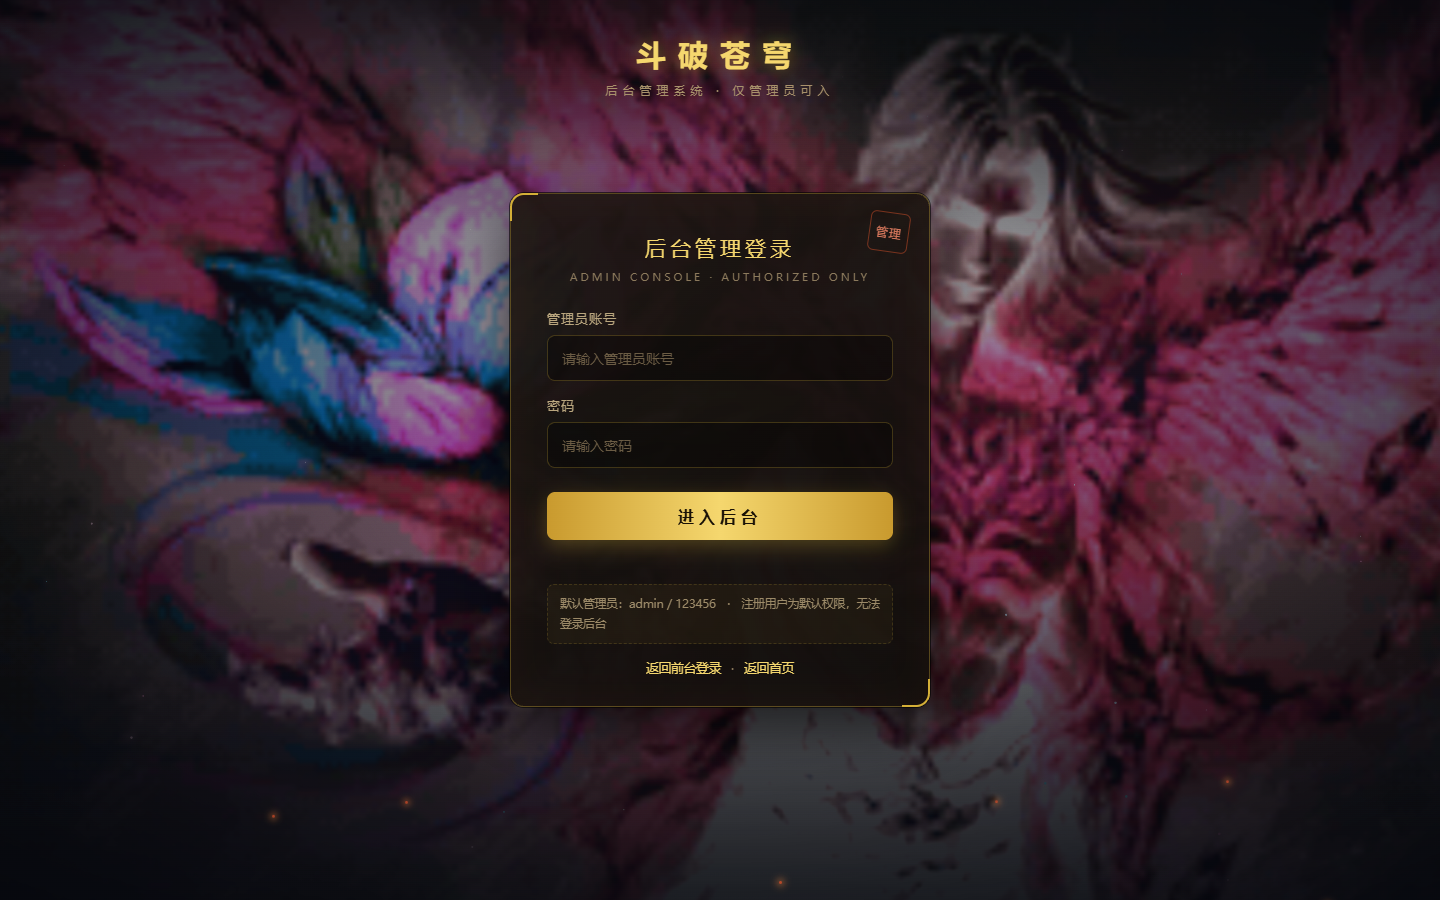 斗破苍穹
后台管理系统 · 仅管理员可入
管理
后台管理登录
ADMIN CONSOLE · AUTHORIZED ONLY
管理员账号
请输入管理员账号
密码
请输入密码
进入后台
默认管理员：admin / 123456 · 注册用户为默认权限，无法
登录后台
返回前台登录 · 返回首页